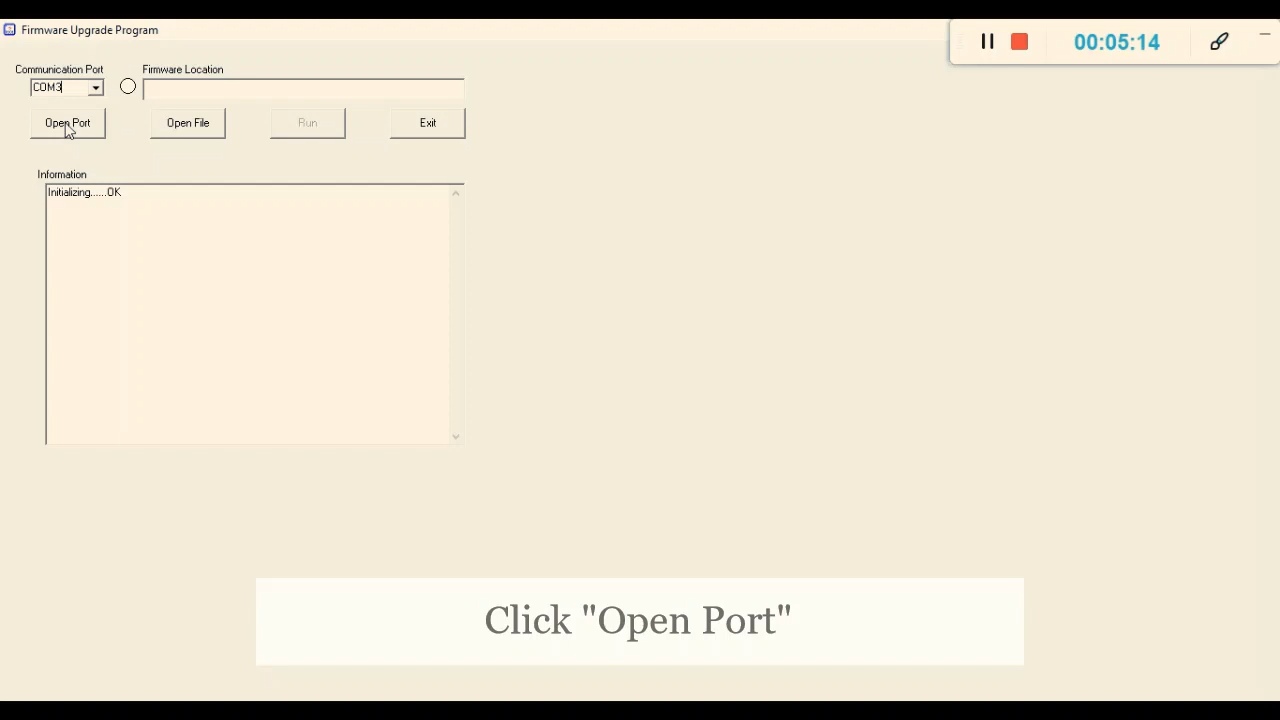 Firmware Upgrade Program
00:05:14
Communication Port
Firmware Location
COM3
Open Port
Open File
Run
Exit
Information
Initializing......OK
Click "Open Port"